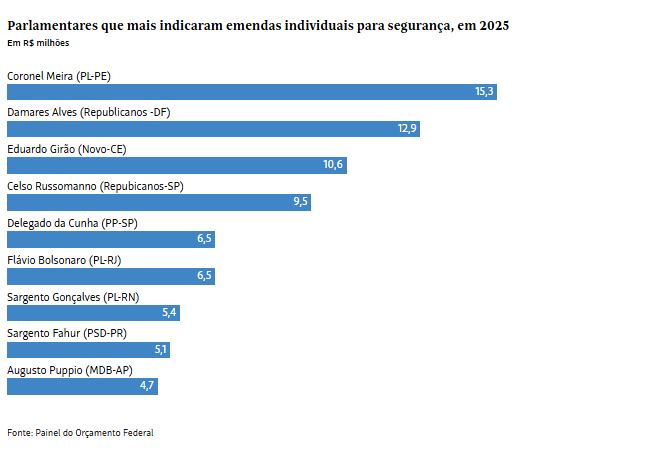 Parlamentares que mais indicaram emendas individuais para segurança, em 2025
Em R$ milhões
Coronel Meira (PL-PE)
15,3
Damares Alves (Republicanos -DF)
12,9
Eduardo Girão (Novo-CE)
10,6
Celso Russomanno (Repubicanos-SP)
9,5
Delegado da Cunha (PP-SP)
6,5
Flávio Bolsonaro (PL-RJ)
6,5
Sargento Gonçalves (PL-RN)
5,4
Sargento Fahur (PSD-PR)
5,1
Augusto Puppio (MDB-AP)
4,7
Fonte: Painel do Orçamento Federal